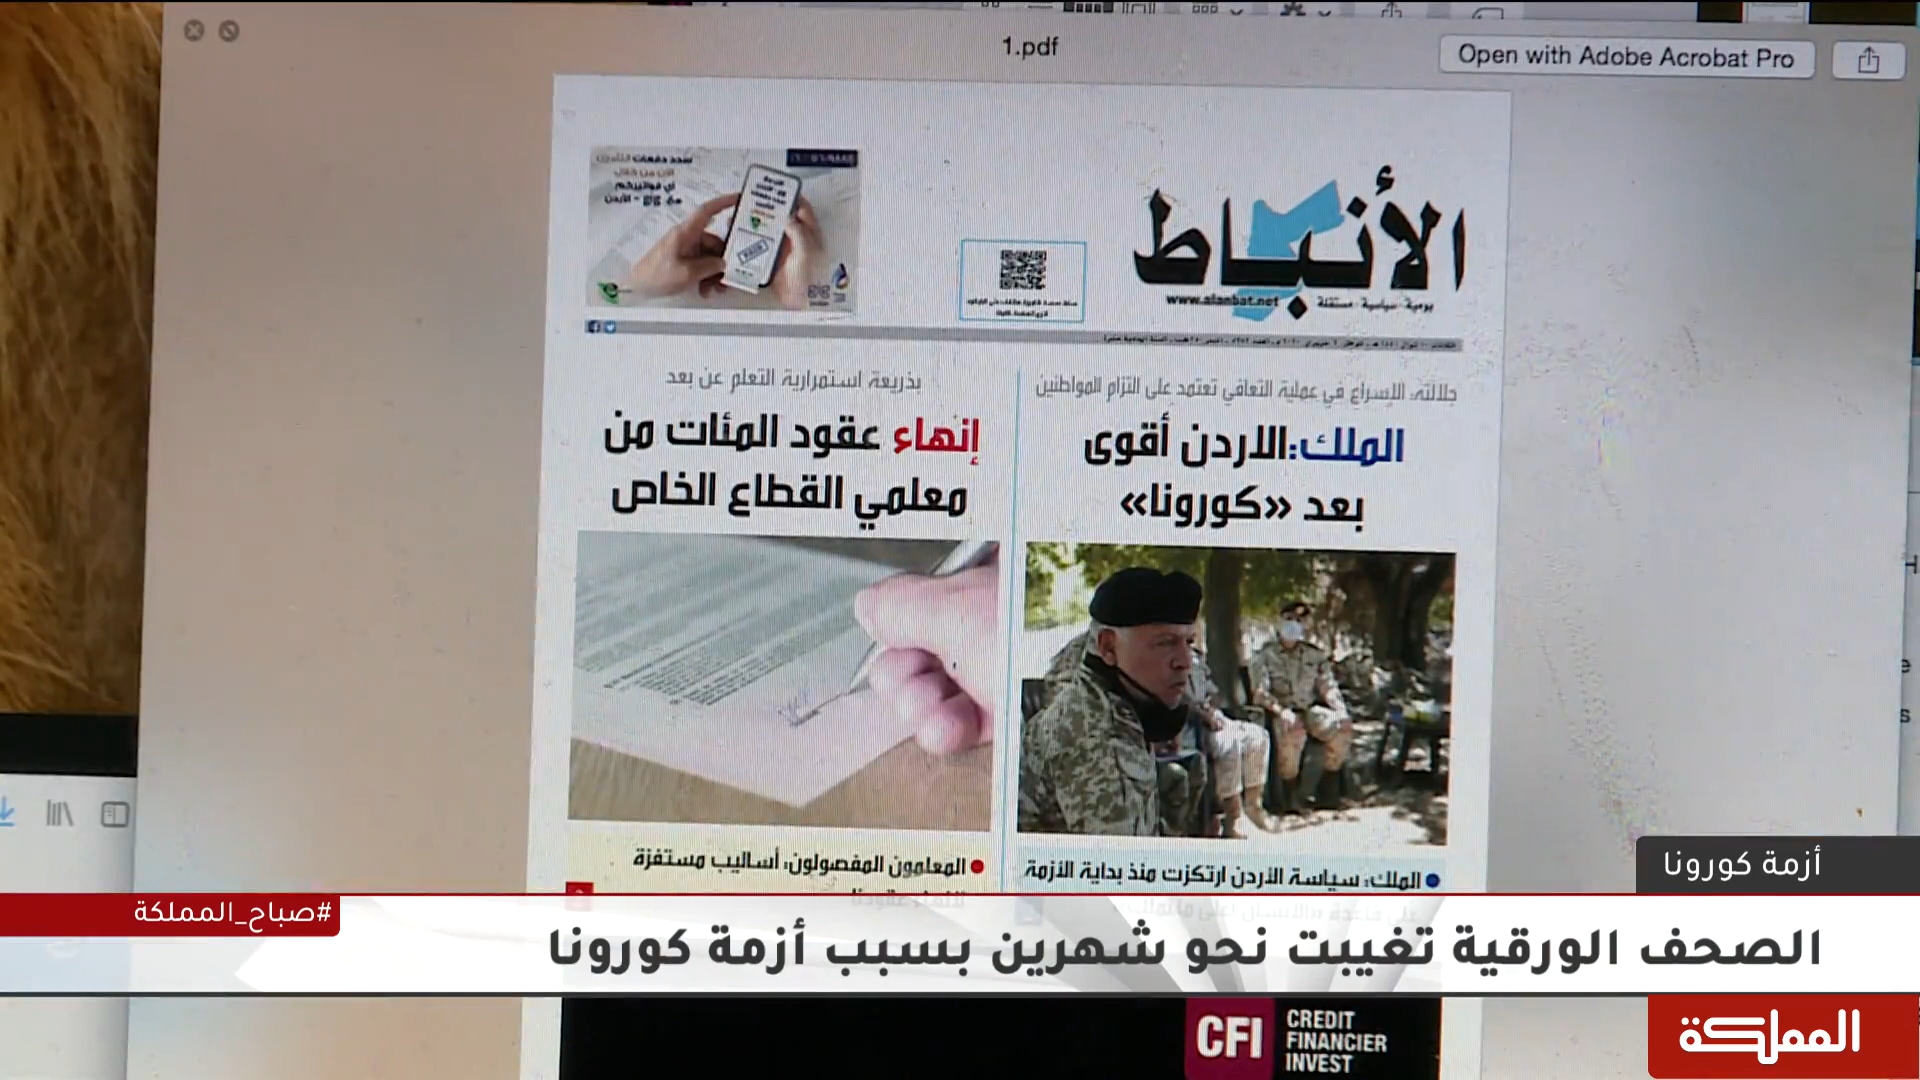 1.pdf
Open with Adobe Acrobat Pro
أي فواتيركم
الأنباط
www.alanbat.net
يومية سياسية مستقلة
جلالته: الإسراع في عملية التعافي تعتمد على التزام المواطنين
الملك:الاردن أقوى
بعد «كورونا»
بذريعة استمرارية التعلم عن بعد
إنهاء عقود المئات من
معلمي القطاع الخاص
الملك: سياسة الأردن ارتكزت منذ بداية الأزمة
المعلمون المفصولون: أساليب مستفزة
أزمة كورونا
#صباح_المملكة
الصحف الورقية تغيبت نحو شهرين بسبب أزمة كورونا
CFI
CREDIT
FINANCIER
INVEST
المملكة